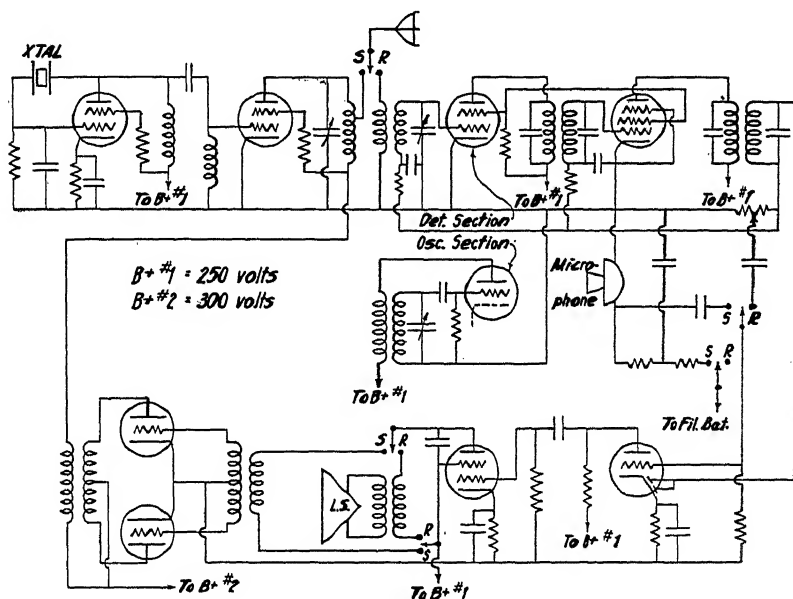 XTAL
S R
To B+ #1
To B+ #1
To B+ #1
Det. Section
Osc. Section
B+ #1 = 250 volts
B+ #2 = 300 volts
Micro-
phone
S R
S R
To B+ #1
To Fil. Bat.
S R
L.S.
R
S
To B+ #1
To B+ #2
To B+ #1